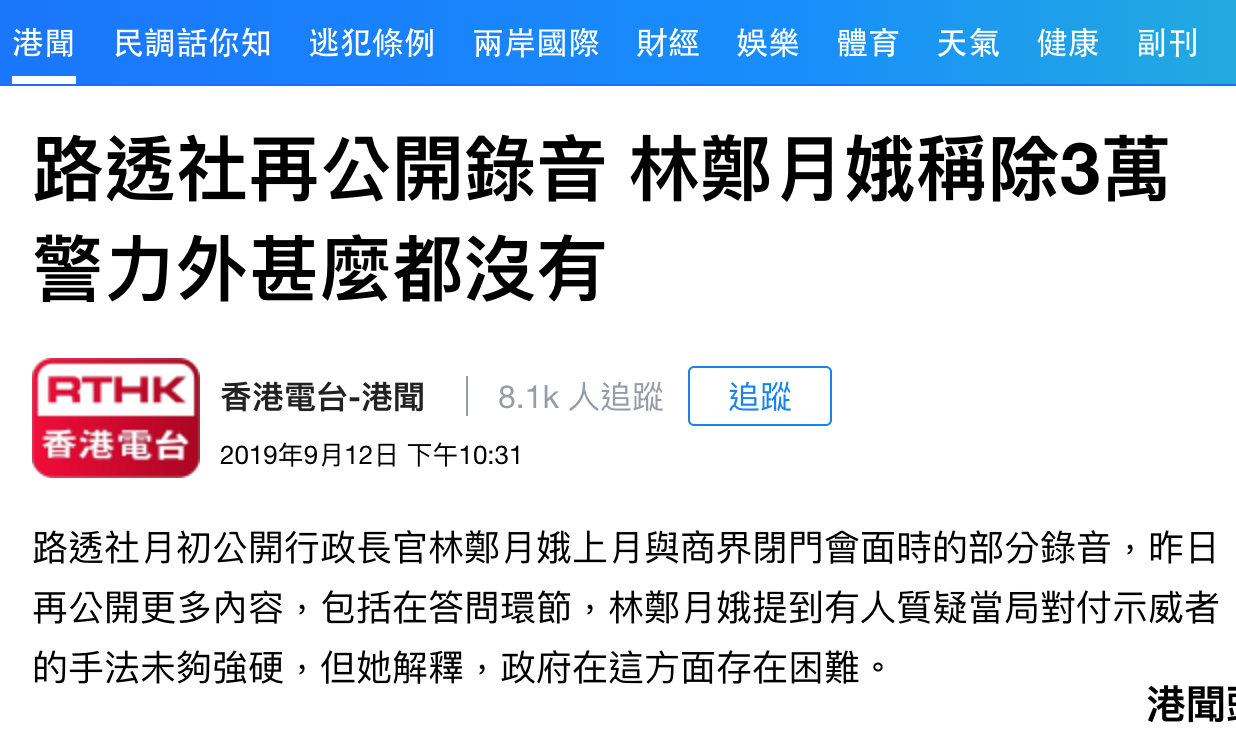 港聞 民調話你知 逃犯條例 兩岸國際 財經 娛樂 體育 天氣 健康 副刊
路透社再公開錄音 林鄭月娥稱除3萬
警力外甚麼都沒有
RTHK
香港電台
香港電台-港聞 | 8.1k 人追蹤 追蹤
2019年9月12日 下午10:31
路透社月初公開行政長官林鄭月娥上月與商界閉門會面時的部分錄音，昨日
再公開更多內容，包括在答問環節，林鄭月娥提到有人質疑當局對付示威者
的手法未夠強硬，但她解釋，政府在這方面存在困難。
港聞